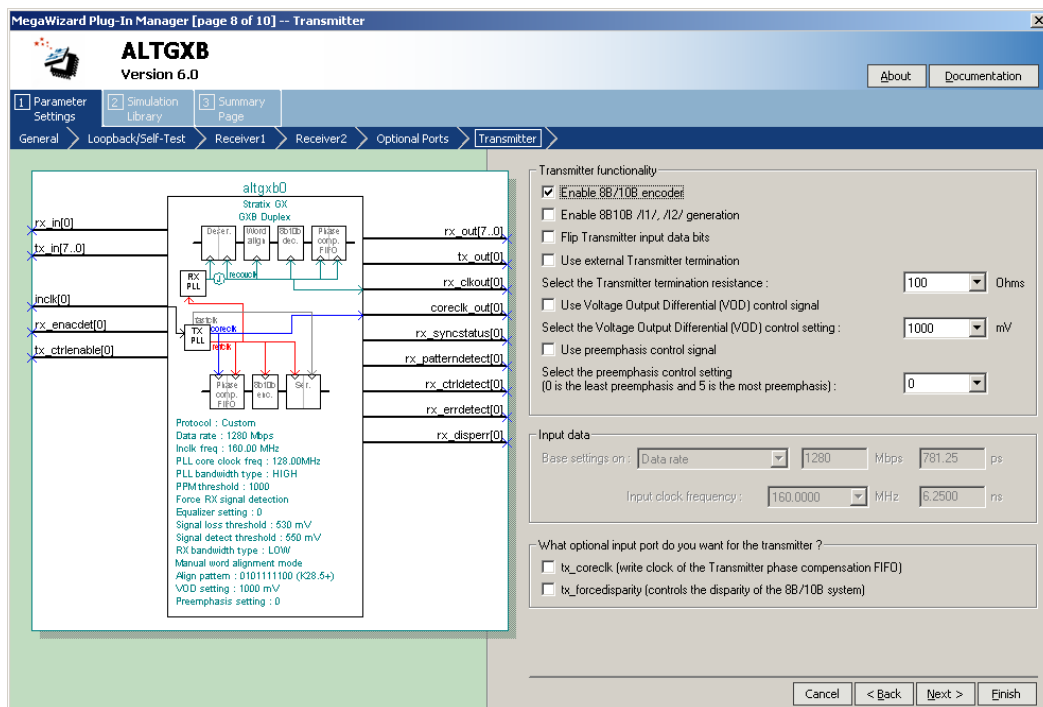 MegaWizard Plug-In Manager [page 8 of 10] -- Transmitter
ALTGXB
Version 6.0
About
Documentation
1 Parameter Settings
2 Simulation Library
3 Summary Page
General
Loopback/Self-Test
Receiver1
Receiver2
Optional Ports
Transmitter
altgxb0
Stratix GX
GXB Duplex
rx_in[0]
tx_in[7..0]
inclk[0]
rx_enacdet[0]
tx_ctrlenable[0]
Deser.
Word align
8b10b dec.
Phase comp. FIFO
RX PLL
recovclk
fastclk
coreclk
TX PLL
refclk
Phase comp. FIFO
8b10b enc.
Ser.
rx_out[7..0]
tx_out[0]
rx_clkout[0]
coreclk_out[0]
rx_syncstatus[0]
rx_patterndetect[0]
rx_ctrldetect[0]
rx_errdetect[0]
rx_disperr[0]
Protocol : Custom
Data rate : 1280 Mbps
Inclk freq : 160.00 MHz
PLL core clock freq : 128.00MHz
PLL bandwidth type : HIGH
PPM threshold : 1000
Force RX signal detection
Equalizer setting : 0
Signal loss threshold : 530 mV
Signal detect threshold : 550 mV
RX bandwidth type : LOW
Manual word alignment mode
Align pattern : 0101111100 (K28.5+)
VOD setting : 1000 mV
Preemphasis setting : 0
Transmitter functionality
Enable 8B/10B encoder
Enable 8B10B /I1/, /I2/ generation
Flip Transmitter input data bits
Use external Transmitter termination
Select the Transmitter termination resistance : 100 Ohms
Use Voltage Output Differential (VOD) control signal
Select the Voltage Output Differential (VOD) control setting : 1000 mV
Use preemphasis control signal
Select the preemphasis control setting
(0 is the least preemphasis and 5 is the most preemphasis) : 0
Input data
Base settings on : Data rate 1280 Mbps 781.25 ps
Input clock frequency : 160.0000 MHz 6.2500 ns
What optional input port do you want for the transmitter ?
tx_coreclk (write clock of the Transmitter phase compensation FIFO)
tx_forcedisparity (controls the disparity of the 8B/10B system)
Cancel
< Back
Next >
Finish